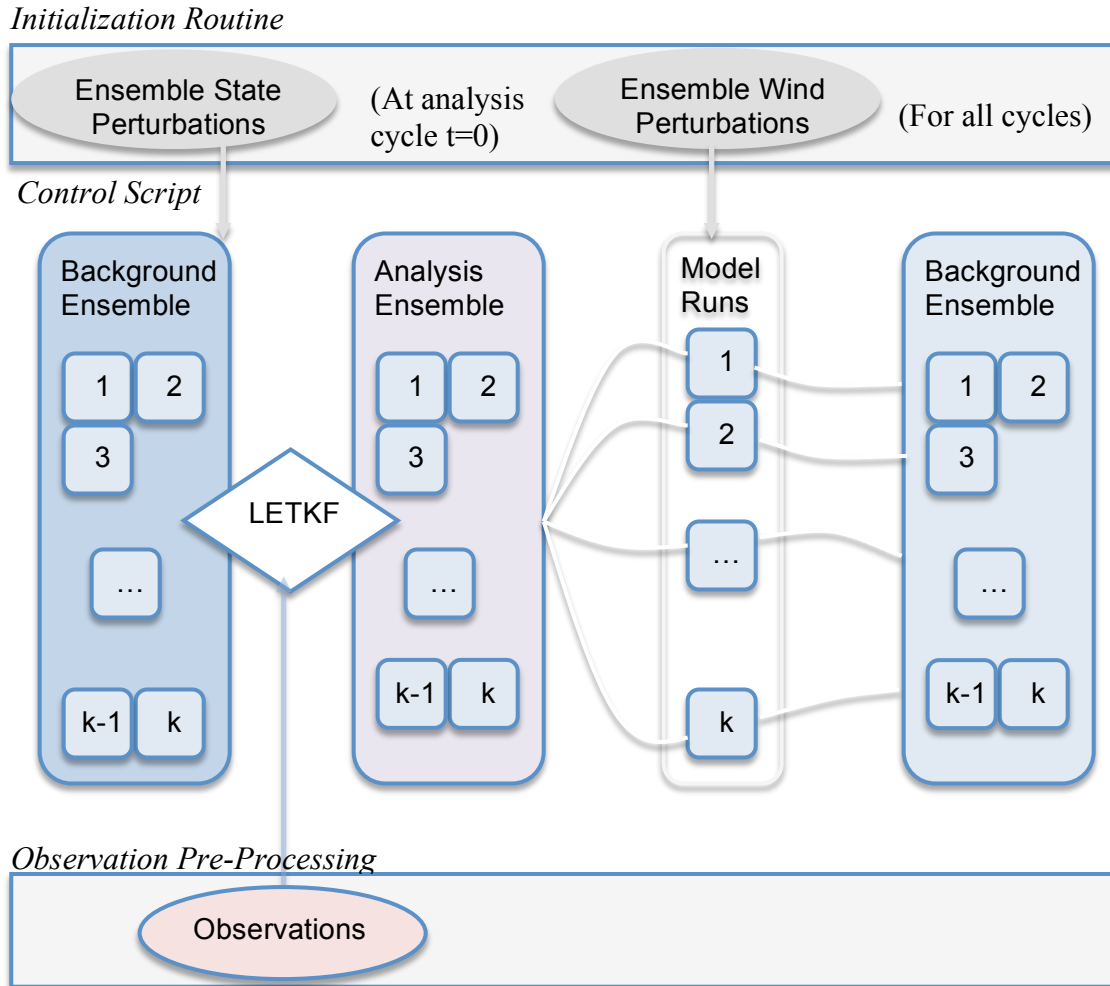 Initialization Routine
Ensemble State
Perturbations
(At analysis
cycle t=0)
Ensemble Wind
Perturbations
(For all cycles)
Control Script
Background
Ensemble
1 2
3
…
k-1 k
LETKF
Analysis
Ensemble
1 2
3
…
k-1 k
Model
Runs
1
2
…
k
Background
Ensemble
1 2
3
…
k-1 k
Observation Pre-Processing
Observations